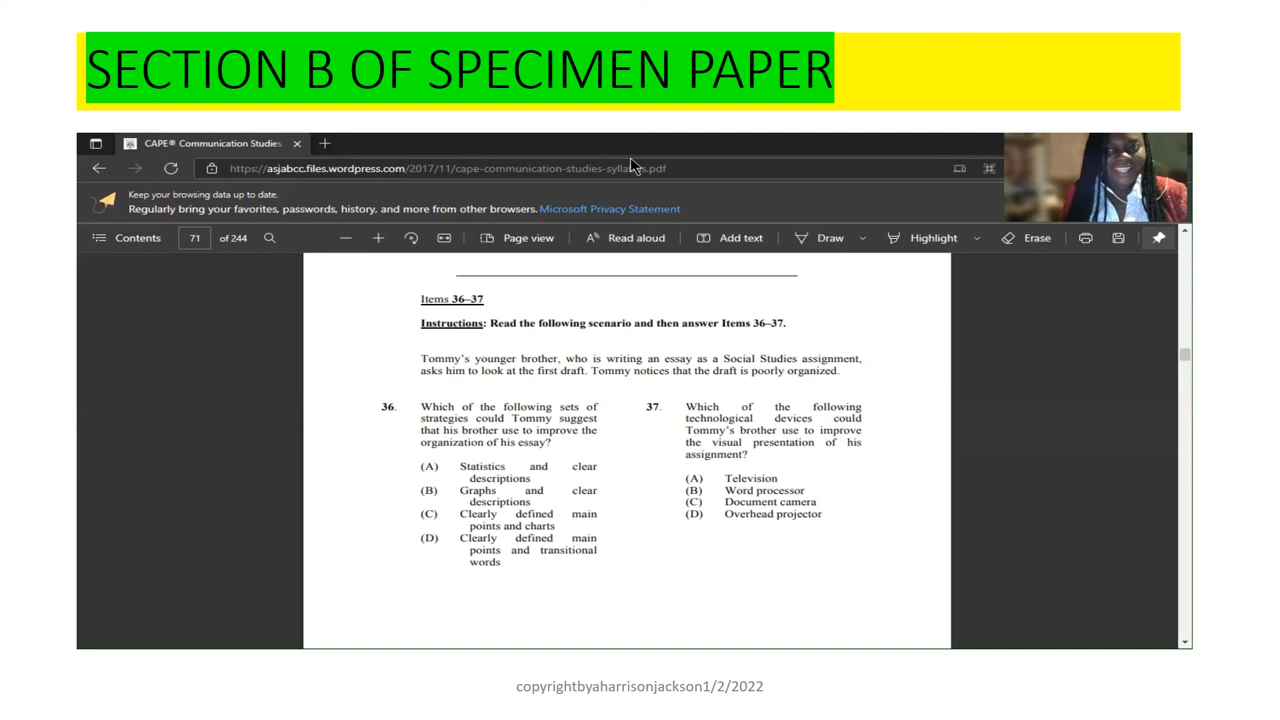 SECTION B OF SPECIMEN PAPER
CAPE® Communication Studies
https://asjabcc.files.wordpress.com/2017/11/cape-communication-studies-syllabus.pdf
Keep your browsing data up to date.
Regularly bring your favorites, passwords, history, and more from other browsers. Microsoft Privacy Statement
Contents 71 of 244 Page view Read aloud Add text Draw Highlight Erase
Items 36–37
Instructions: Read the following scenario and then answer Items 36–37.
Tommy's younger brother, who is writing an essay as a Social Studies assignment,
asks him to look at the first draft. Tommy notices that the draft is poorly organized.
36. Which of the following sets of
strategies could Tommy suggest
that his brother use to improve the
organization of his essay?
(A) Statistics and clear
descriptions
(B) Graphs and clear
descriptions
(C) Clearly defined main
points and charts
(D) Clearly defined main
points and transitional
words
37. Which of the following
technological devices could
Tommy's brother use to improve
the visual presentation of his
assignment?
(A) Television
(B) Word processor
(C) Document camera
(D) Overhead projector
copyrightbyaharrisonjackson1/2/2022